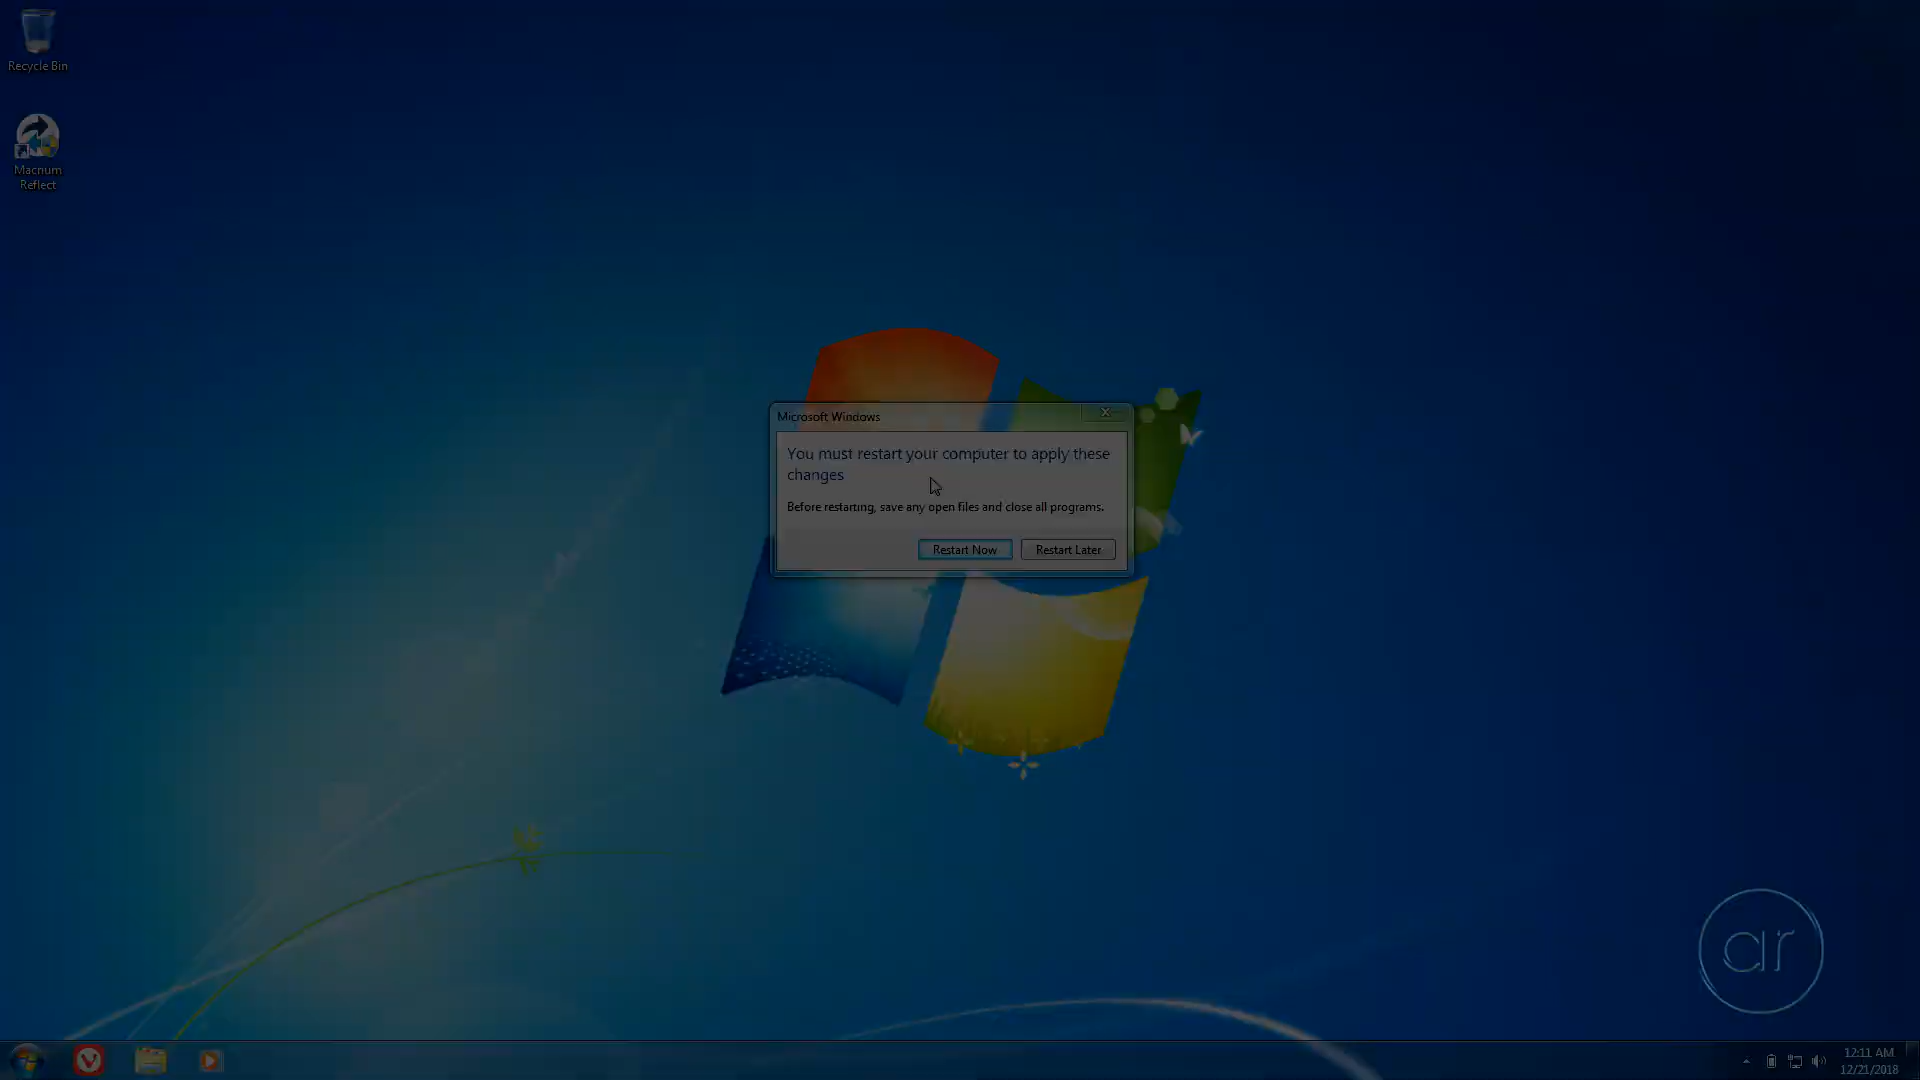 Recycle Bin
Macrium
Reflect
Microsoft Windows
You must restart your computer to apply these
changes
Before restarting, save any open files and close all programs.
Restart Now
Restart Later
ar
12:11 AM
12/21/2018